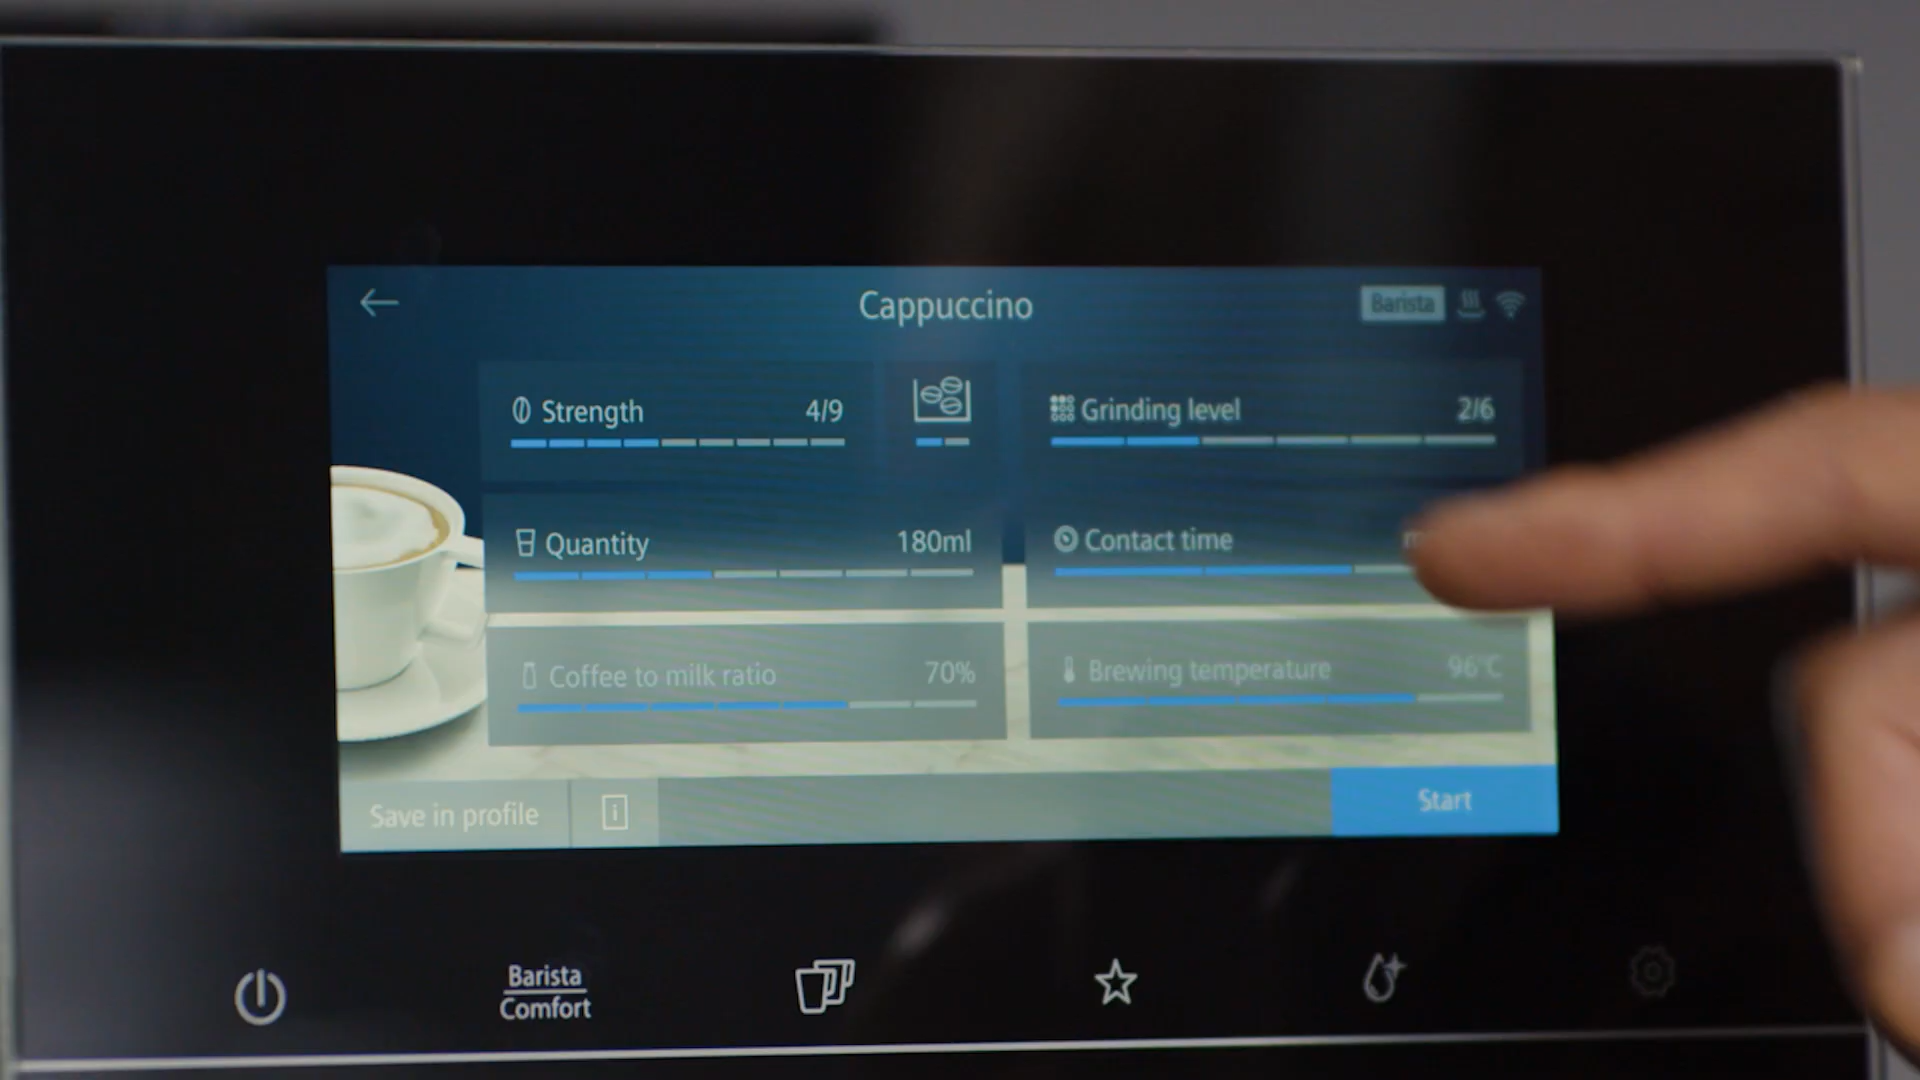 Cappuccino
Barista
Strength 4/9
Grinding level 2/6
Quantity 180ml
Contact time
Coffee to milk ratio 70%
Brewing temperature 96°C
Save in profile
i
Start
Barista
Comfort